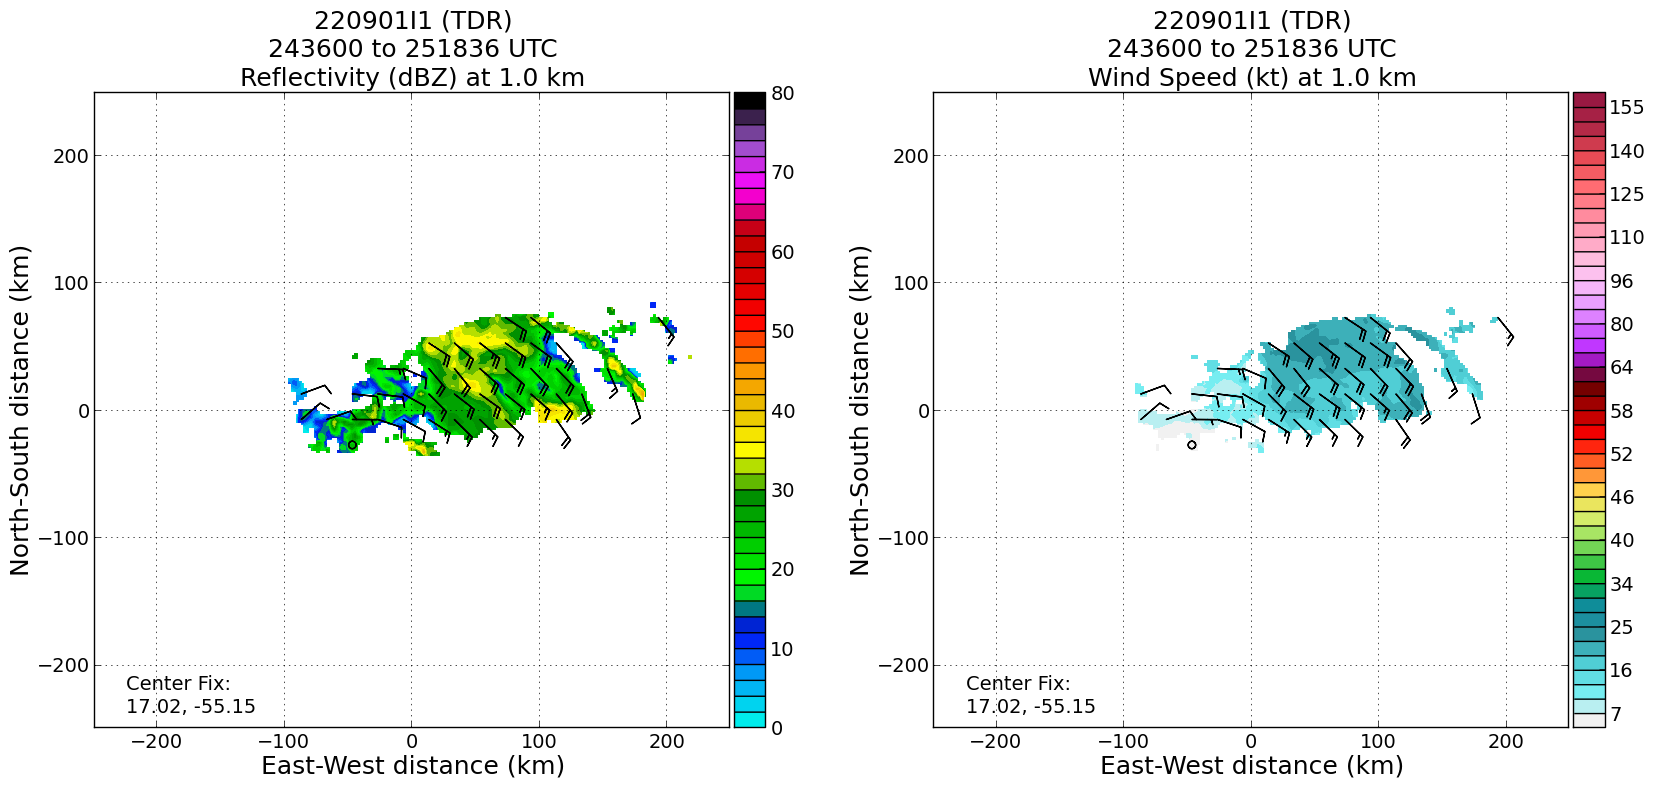 220901I1 (TDR)
243600 to 251836 UTC
Reflectivity (dBZ) at 1.0 km
North-South distance (km)
200
100
0
−100
−200
Center Fix:
17.02, -55.15
−200 −100 0 100 200
East-West distance (km)
80
70
60
50
40
30
20
10
0
220901I1 (TDR)
243600 to 251836 UTC
Wind Speed (kt) at 1.0 km
North-South distance (km)
200
100
0
−100
−200
Center Fix:
17.02, -55.15
−200 −100 0 100 200
East-West distance (km)
155
140
125
110
96
80
64
58
52
46
40
34
25
16
7